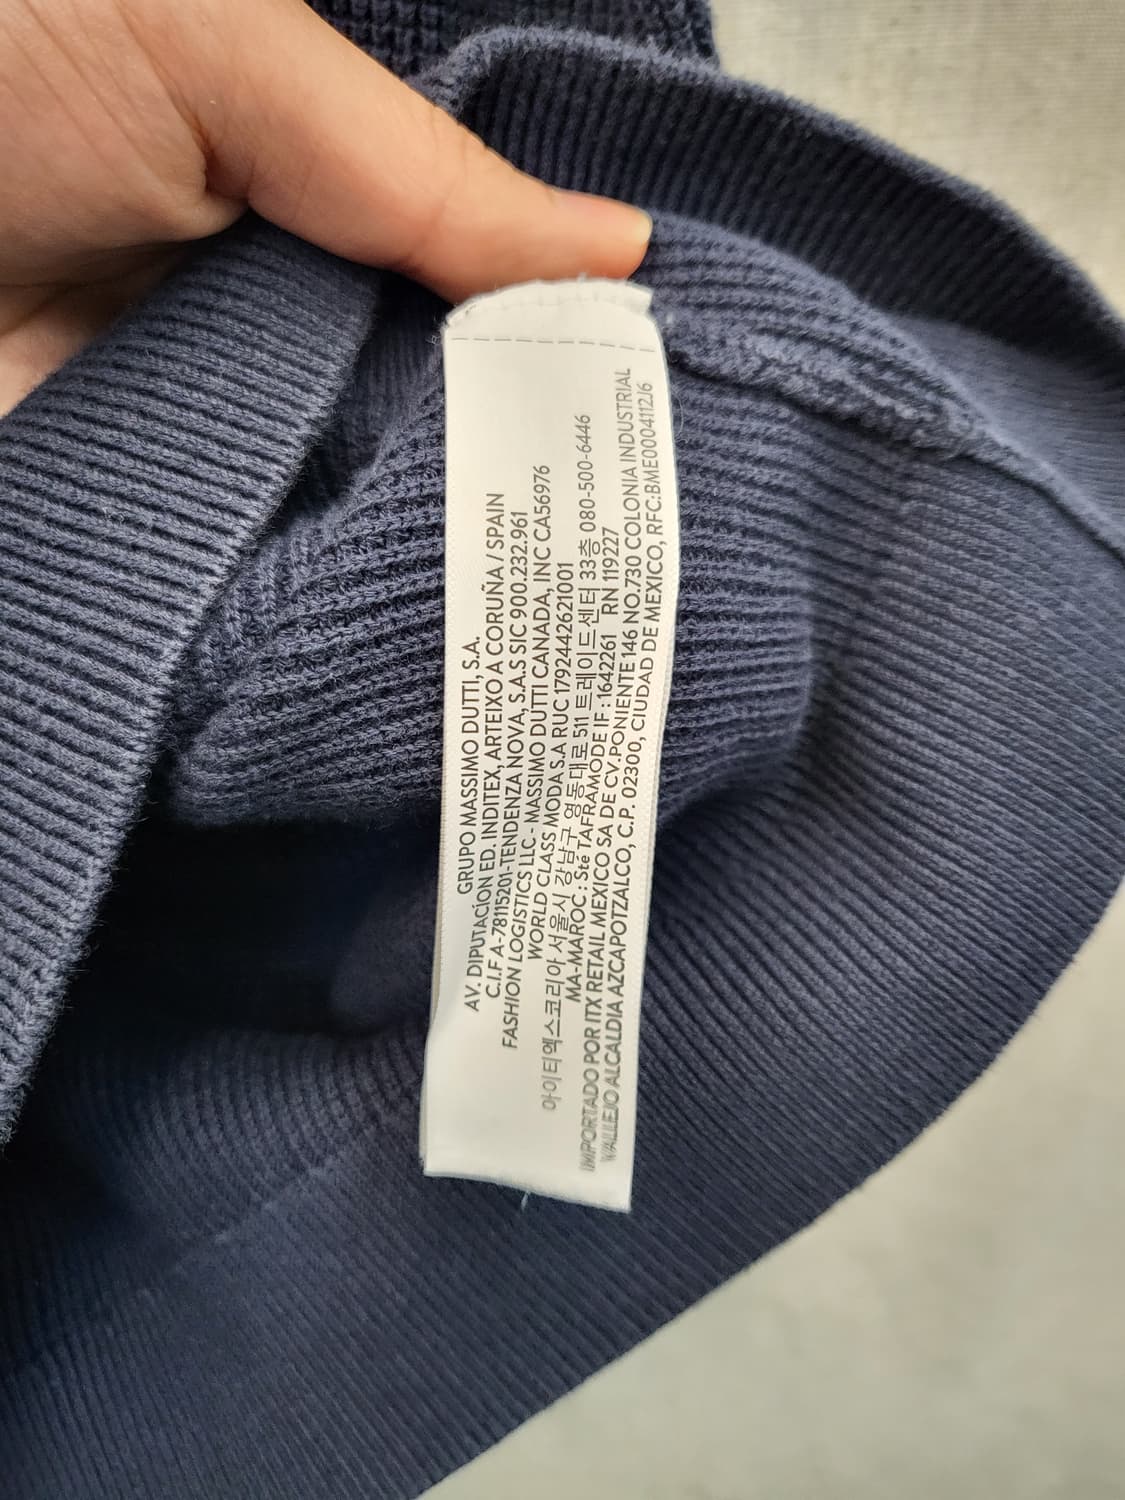 GRUPO MASSIMO DUTTI, S.A.
AV. DIPUTACIÓN ED. INDITEX, ARTEIXO A CORUÑA / SPAIN
C.I.F A-78115201-TENDENZA NOVA, S.A.S SIC 900.232.961
FASHION LOGISTICS LLC - MASSIMO DUTTI CANADA, INC CA56976
WORLD CLASS MODA S.A RUC 1792442621001
아이티엑스코리아 서울시 강남구 영동대로 511 트레이드센터 33층 080-500-6446
MA-MAROC : Sté TAFRAMODE IF : 1642261 RN 119227
IMPORTADO POR ITX RETAIL MEXICO SA DE CV.PONIENTE 146 NO.730 COLONIA INDUSTRIAL
VALLEJO ALCALDIA AZCAPOTZALCO, C.P. 02300, CIUDAD DE MEXICO, RFC:BME0004112J6